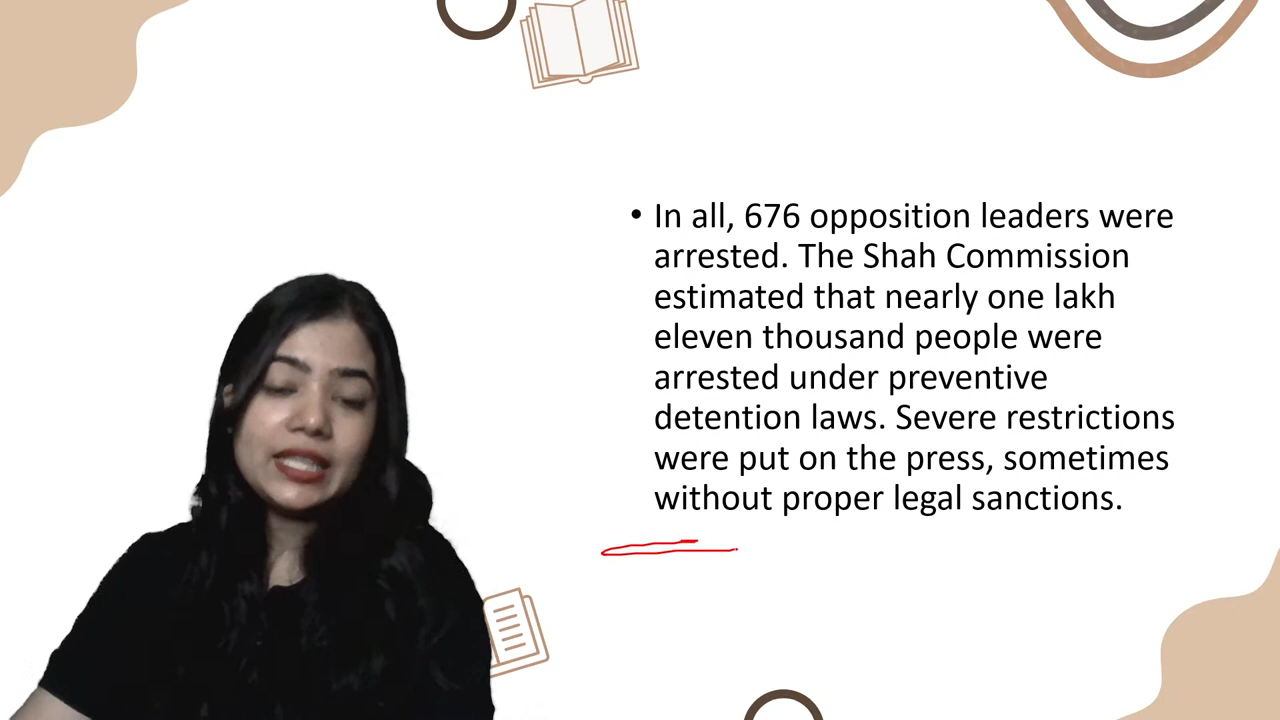 • In all, 676 opposition leaders were
arrested. The Shah Commission
estimated that nearly one lakh
eleven thousand people were
arrested under preventive
detention laws. Severe restrictions
were put on the press, sometimes
without proper legal sanctions.